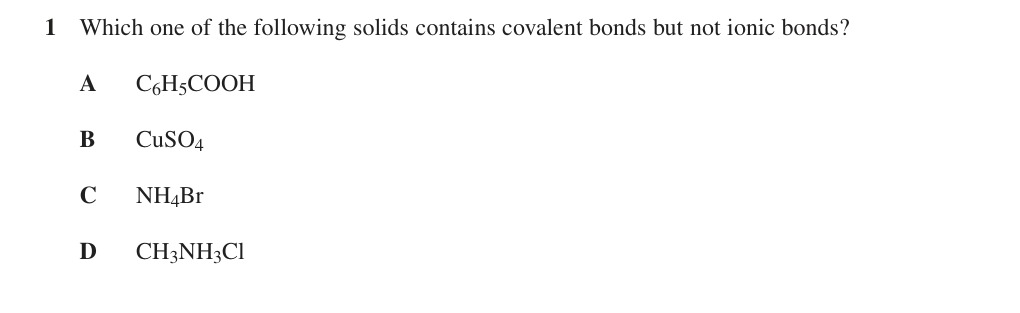 1 Which one of the following solids contains covalent bonds but not ionic bonds?
A C₆H₅COOH
B CuSO₄
C NH₄Br
D CH₃NH₃Cl